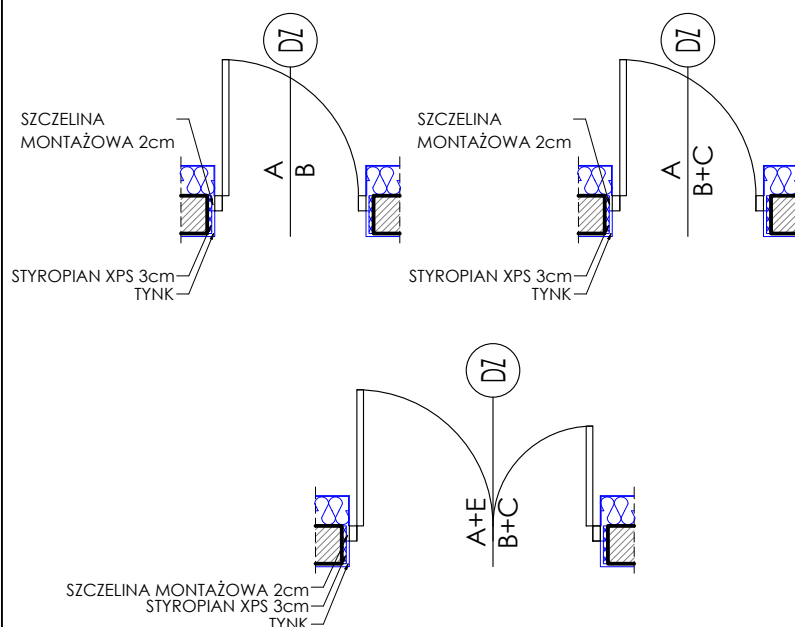 DZ
SZCZELINA
MONTAŻOWA 2cm
A
B
STYROPIAN XPS 3cm
TYNK
DZ
SZCZELINA
MONTAŻOWA 2cm
A
B+C
STYROPIAN XPS 3cm
TYNK
DZ
A+E
B+C
SZCZELINA MONTAŻOWA 2cm
STYROPIAN XPS 3cm
TYNK